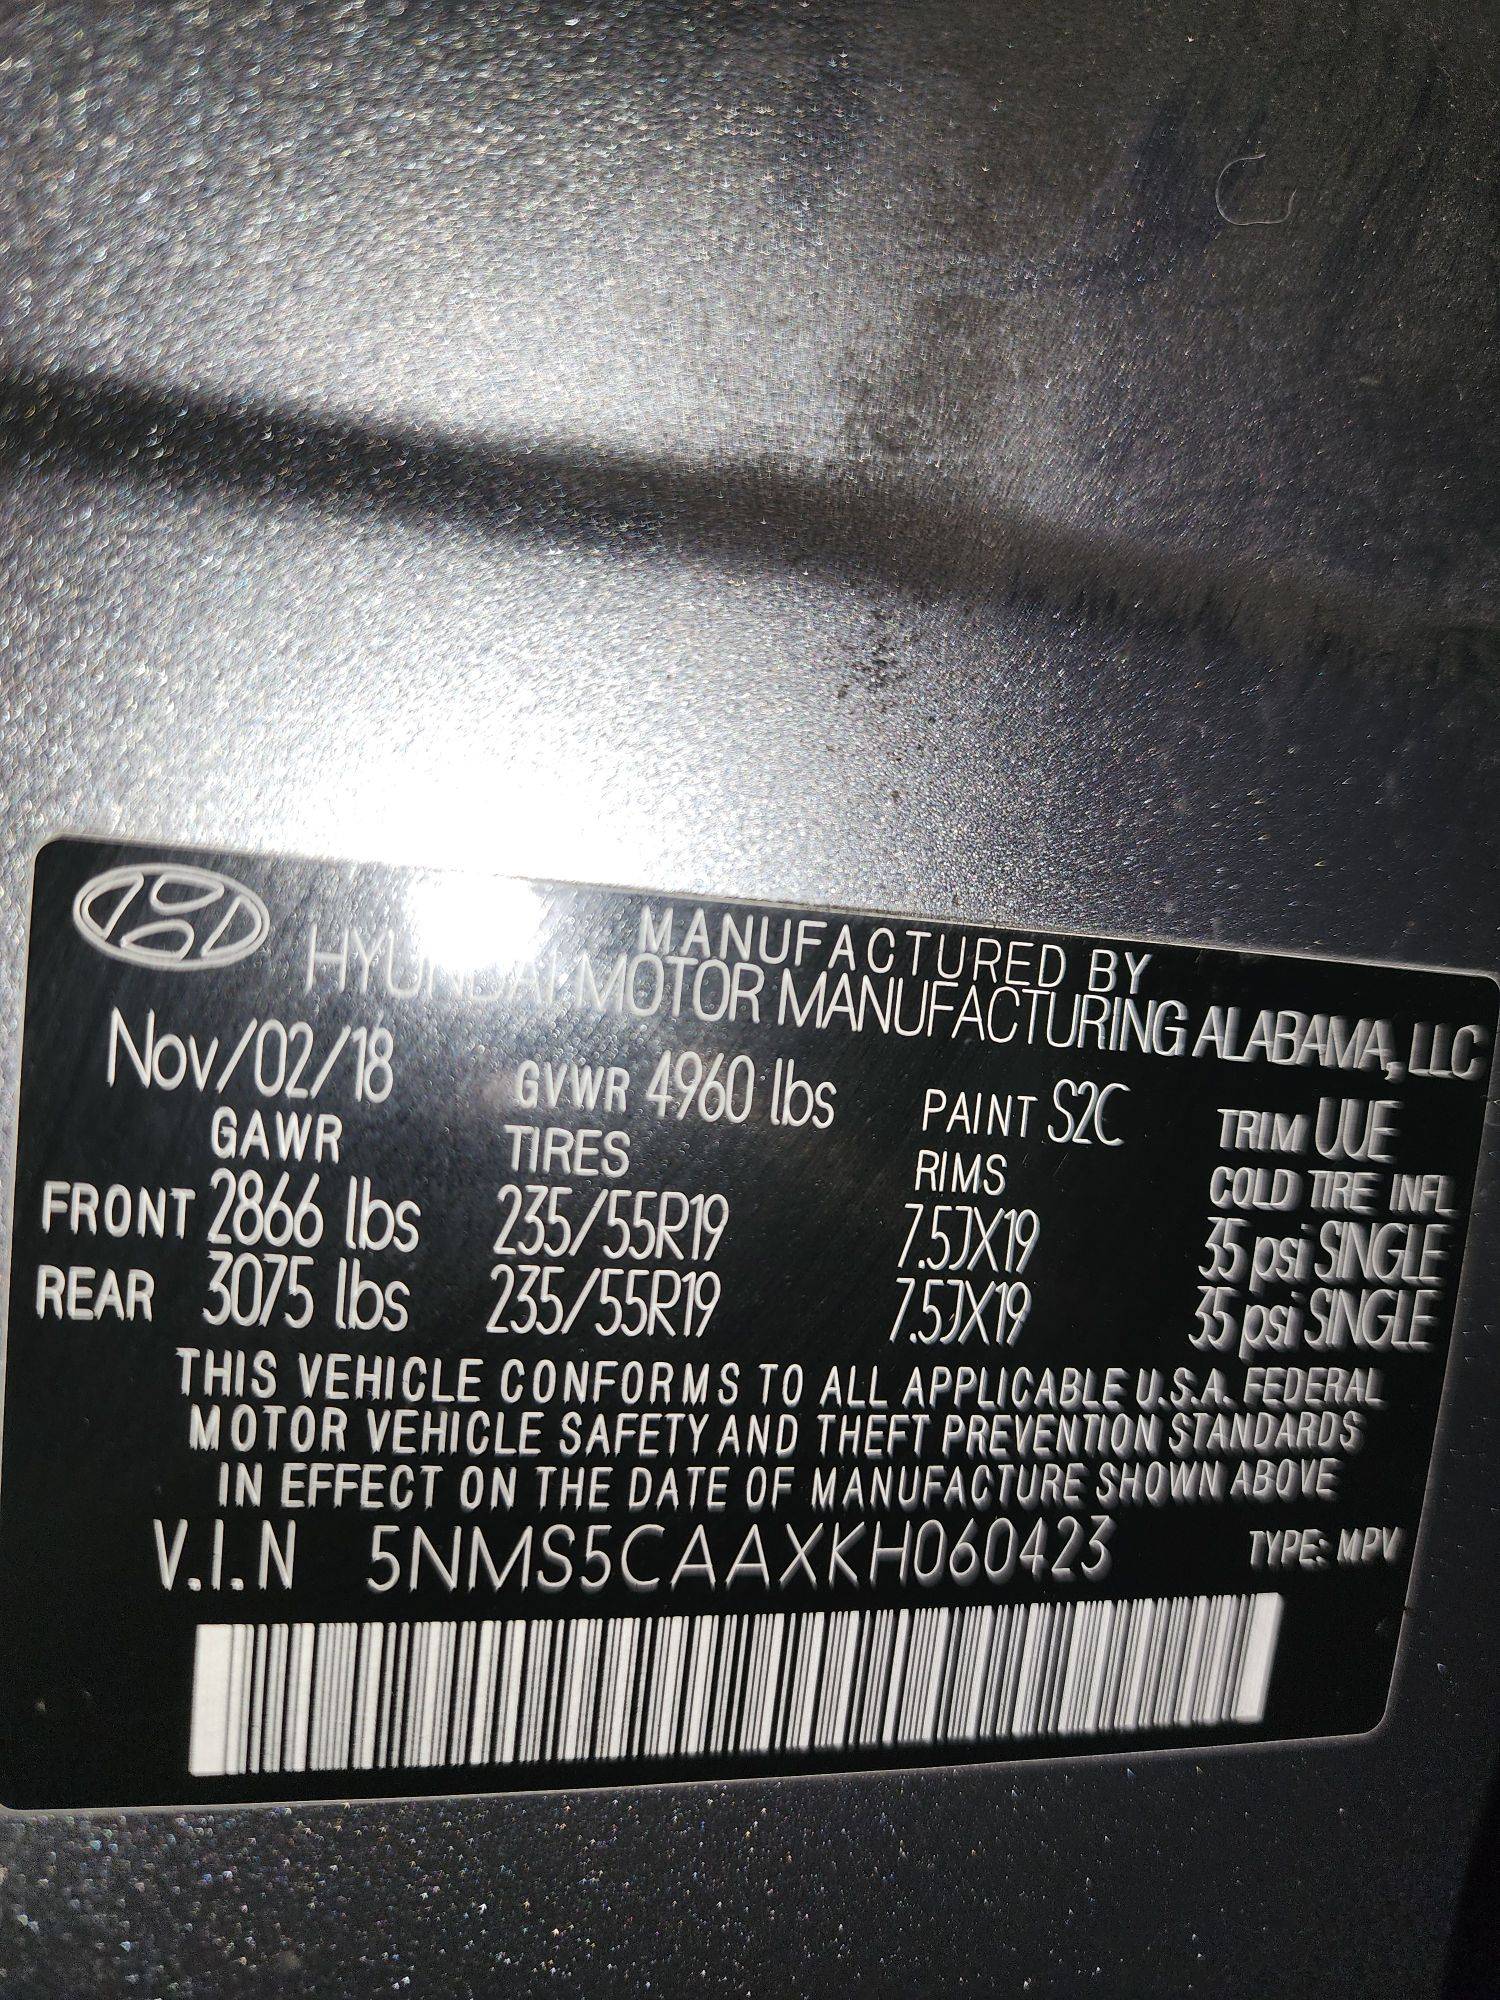 MANUFACTURED BY
HYUNDAI MOTOR MANUFACTURING ALABAMA, LLC
Nov/02/18 GVWR 4960 lbs PAINT S2C TRIM UUE
GAWR TIRES RIMS COLD TIRE INFL
FRONT 2866 lbs 235/55R19 7.5JX19 35 psi SINGLE
REAR 3075 lbs 235/55R19 7.5JX19 35 psi SINGLE
THIS VEHICLE CONFORMS TO ALL APPLICABLE U.S.A. FEDERAL
MOTOR VEHICLE SAFETY AND THEFT PREVENTION STANDARDS
IN EFFECT ON THE DATE OF MANUFACTURE SHOWN ABOVE
V.I.N 5NMS5CAAXKH060423 TYPE: MPV